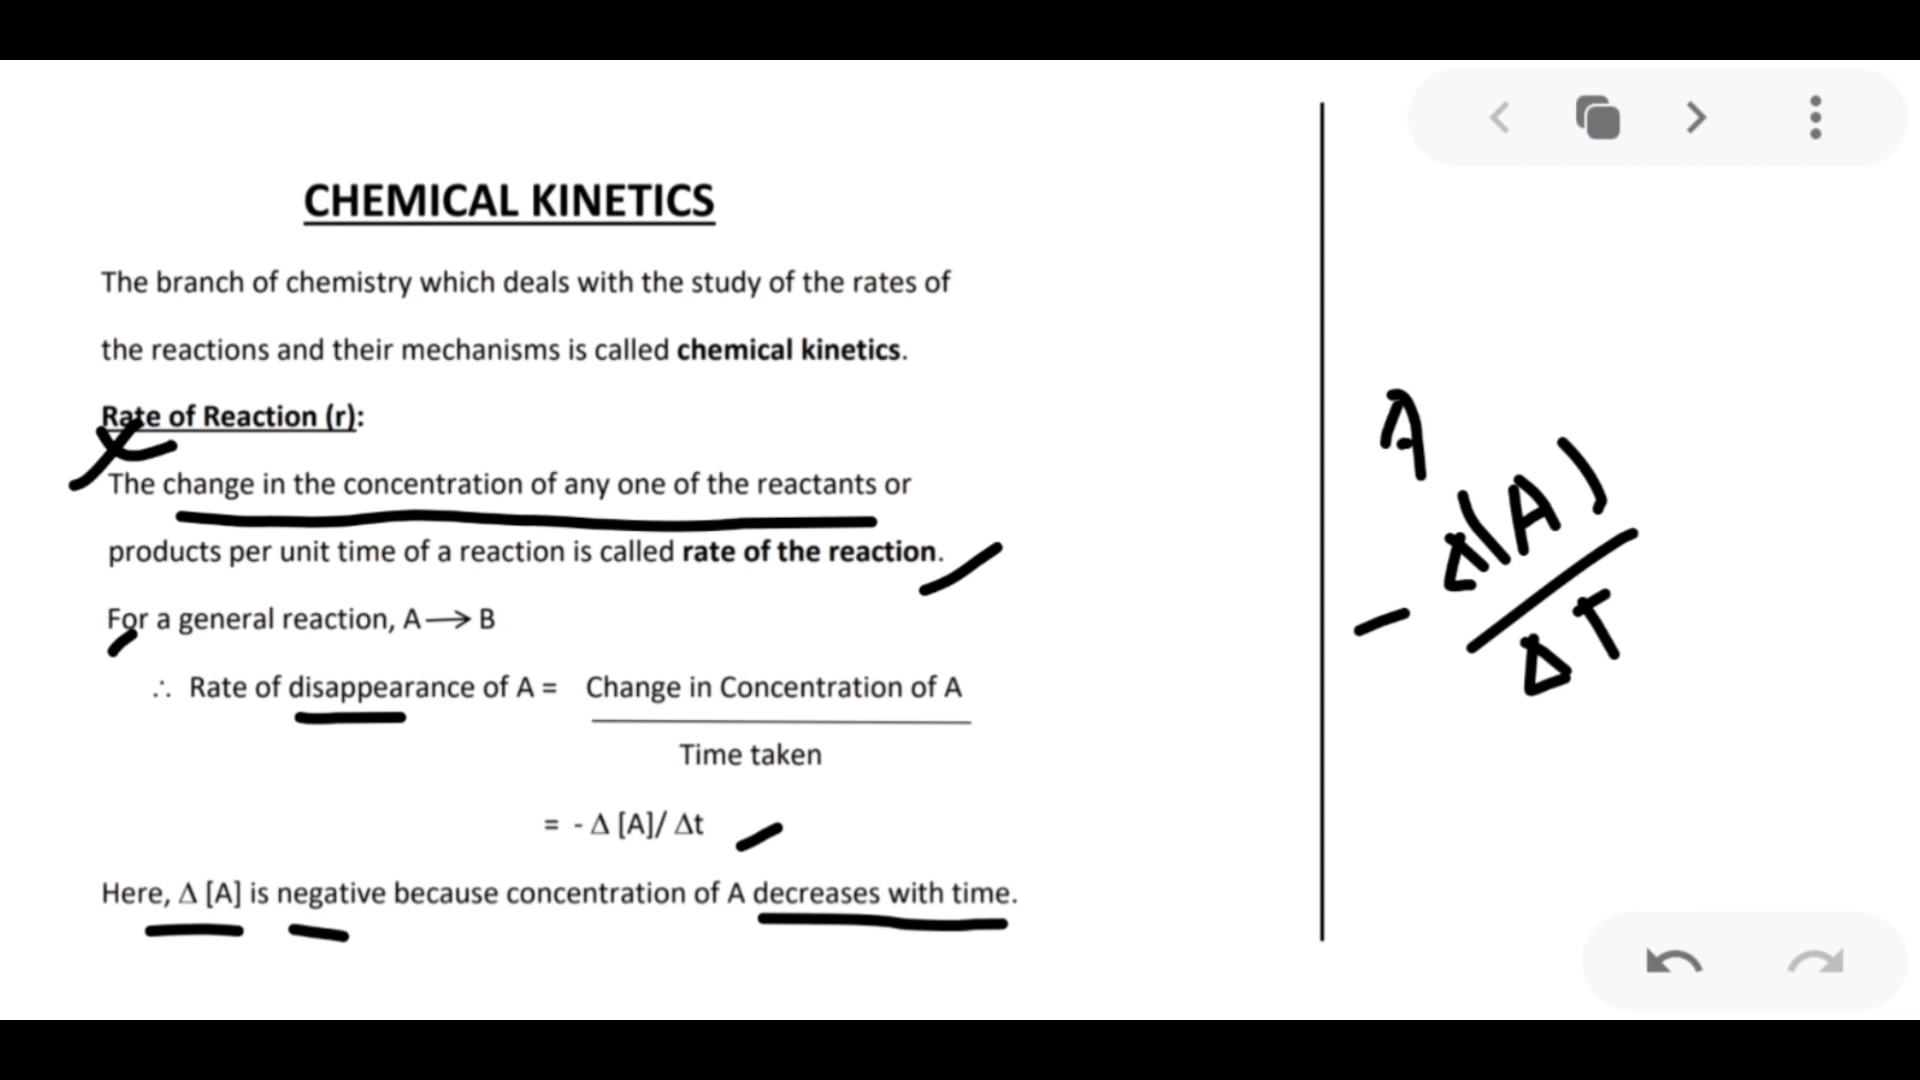 CHEMICAL KINETICS
The branch of chemistry which deals with the study of the rates of
the reactions and their mechanisms is called chemical kinetics.
Rate of Reaction (r):
The change in the concentration of any one of the reactants or
products per unit time of a reaction is called rate of the reaction.
For a general reaction, A → B
∴ Rate of disappearance of A = Change in Concentration of A
Time taken
= - Δ [A]/ Δt
Here, Δ [A] is negative because concentration of A decreases with time.
A
- Δ(A)
ΔT